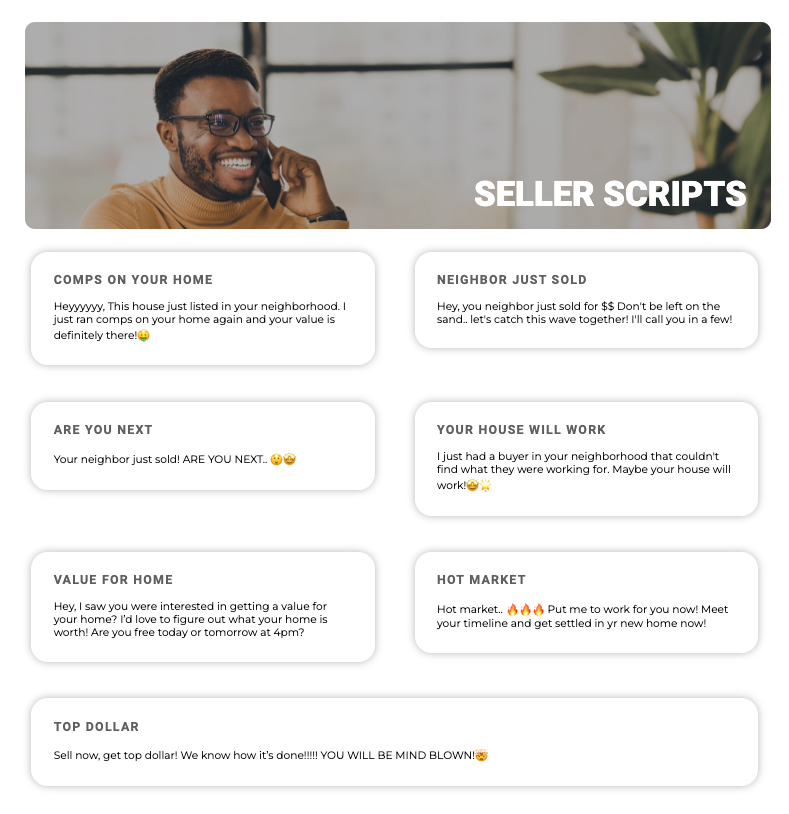 SELLER SCRIPTS
COMPS ON YOUR HOME
Heyyyyyy, This house just listed in your neighborhood. I
just ran comps on your home again and your value is
definitely there!🤑
NEIGHBOR JUST SOLD
Hey, you neighbor just sold for $$ Don't be left on the
sand.. let's catch this wave together! I'll call you in a few!
ARE YOU NEXT
Your neighbor just sold! ARE YOU NEXT.. 😲🤩
YOUR HOUSE WILL WORK
I just had a buyer in your neighborhood that couldn't
find what they were working for. Maybe your house will
work!🤩🌟
VALUE FOR HOME
Hey, I saw you were interested in getting a value for
your home? I'd love to figure out what your home is
worth! Are you free today or tomorrow at 4pm?
HOT MARKET
Hot market.. 🔥🔥🔥 Put me to work for you now! Meet
your timeline and get settled in yr new home now!
TOP DOLLAR
Sell now, get top dollar! We know how it's done!!!!! YOU WILL BE MIND BLOWN!🤯